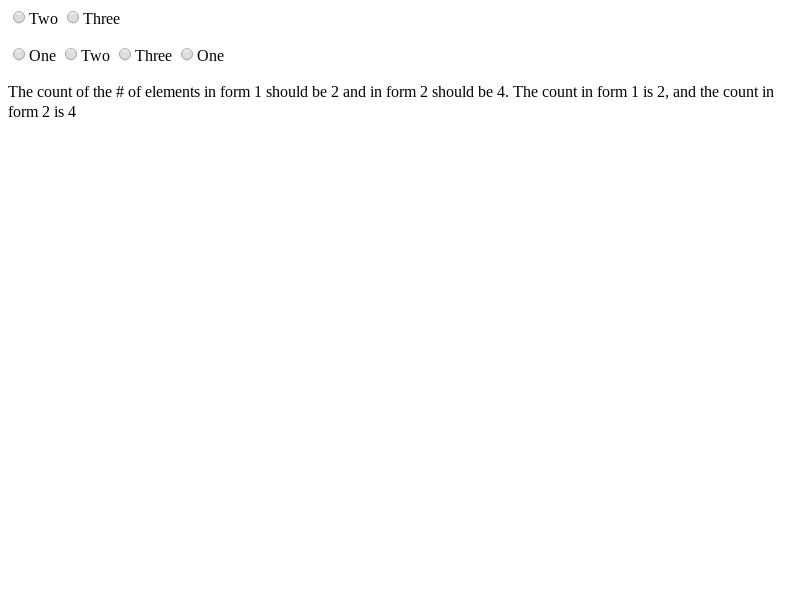 Two Three
One Two Three One
The count of the # of elements in form 1 should be 2 and in form 2 should be 4. The count in form 1 is 2, and the count in
form 2 is 4